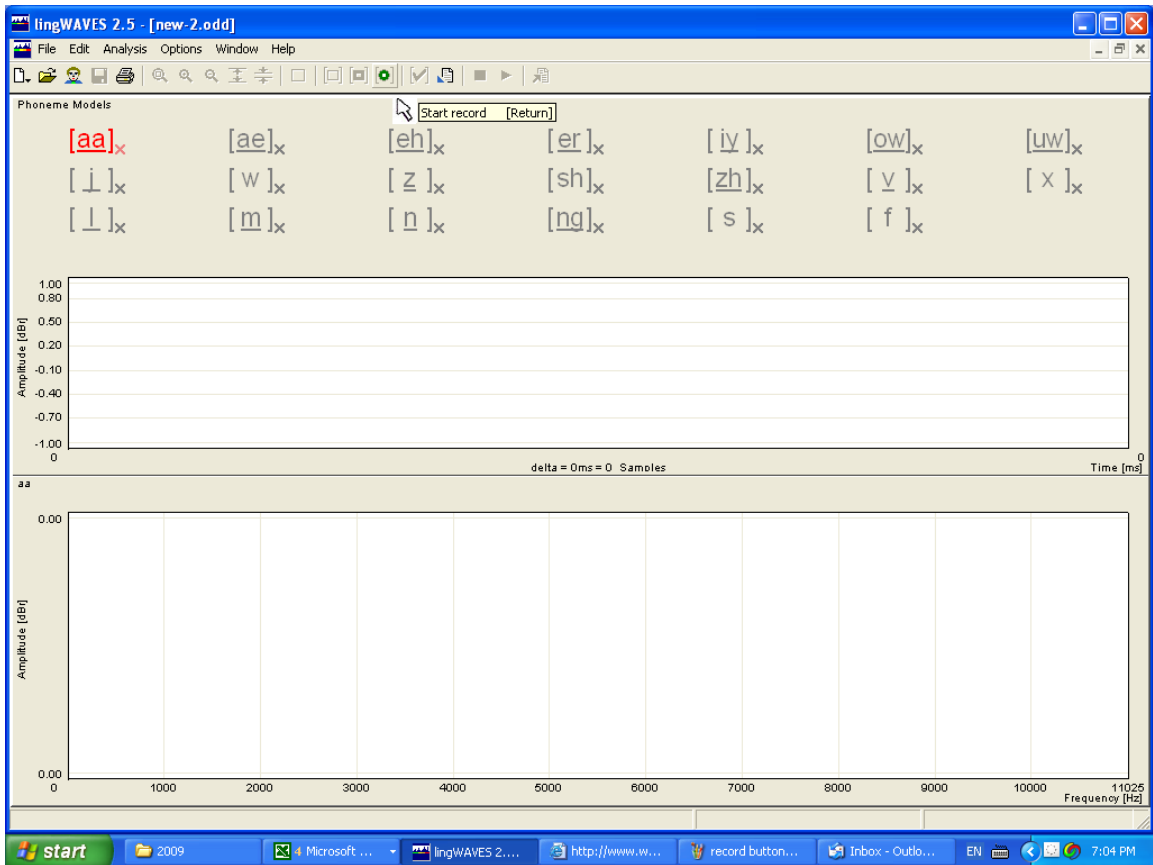 lingWAVES 2.5 - [new-2.odd]
File Edit Analysis Options Window Help
Start record [Return]
Phoneme Models
[aa]x [ae]x [eh]x [er]x [iy]x [ow]x [uw]x
[j]x [w]x [z]x [sh]x [zh]x [v]x [x]x
[l]x [m]x [n]x [ng]x [s]x [f]x
1.00
0.80
0.50
0.20
-0.10
-0.40
-0.70
-1.00
Amplitude [dBr]
0 0
delta = 0ms = 0 Samples Time [ms]
aa
0.00
Amplitude [dBr]
0.00
0 1000 2000 3000 4000 5000 6000 7000 8000 9000 10000 11025
Frequency [Hz]
start 2009 4 Microsoft ... lingWAVES 2.... http://www.w... record button... Inbox - Outlo... EN 7:04 PM